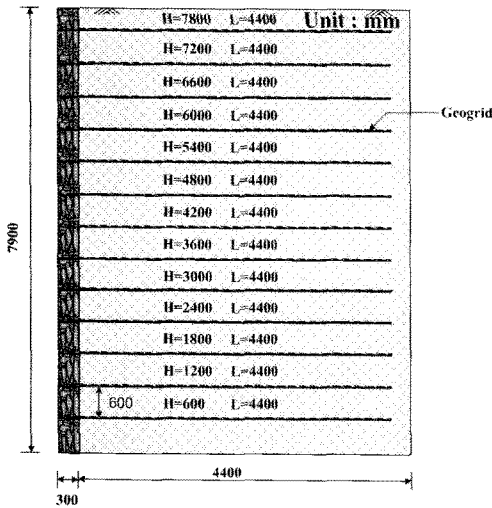 Unit : mm
H=7800 L=4400
H=7200 L=4400
H=6600 L=4400
H=6000 L=4400
Geogrid
H=5400 L=4400
H=4800 L=4400
H=4200 L=4400
7900
H=3600 L=4400
H=3000 L=4400
H=2400 L=4400
H=1800 L=4400
H=1200 L=4400
600
H=600 L=4400
4400
300